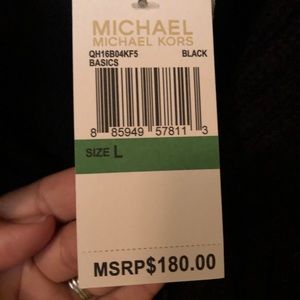 MICHAEL
MICHAEL KORS
QH16B04KF5 BLACK
BASICS
8 85949 57811 3
SIZE L
MSRP$180.00